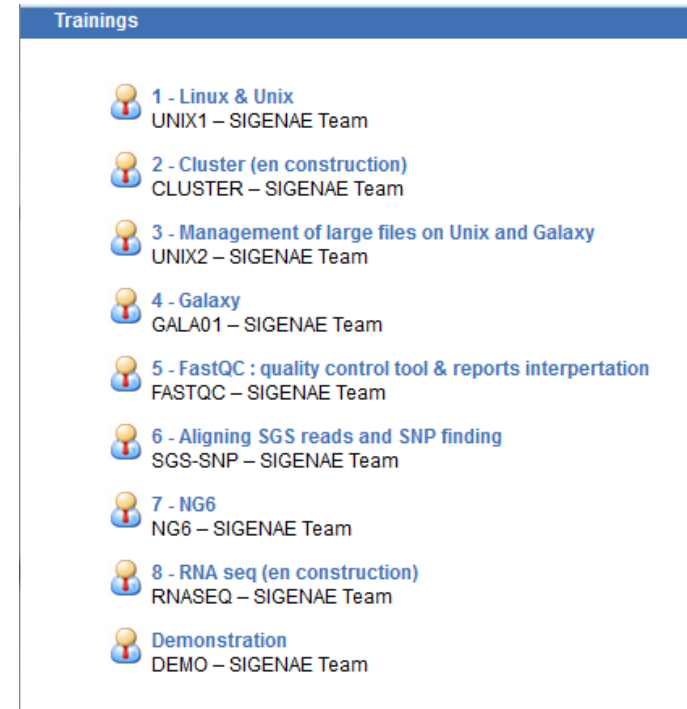 Trainings
1 - Linux & Unix
UNIX1 – SIGENAE Team
2 - Cluster (en construction)
CLUSTER – SIGENAE Team
3 - Management of large files on Unix and Galaxy
UNIX2 – SIGENAE Team
4 - Galaxy
GALA01 – SIGENAE Team
5 - FastQC : quality control tool & reports interpertation
FASTQC – SIGENAE Team
6 - Aligning SGS reads and SNP finding
SGS-SNP – SIGENAE Team
7 - NG6
NG6 – SIGENAE Team
8 - RNA seq (en construction)
RNASEQ – SIGENAE Team
Demonstration
DEMO – SIGENAE Team